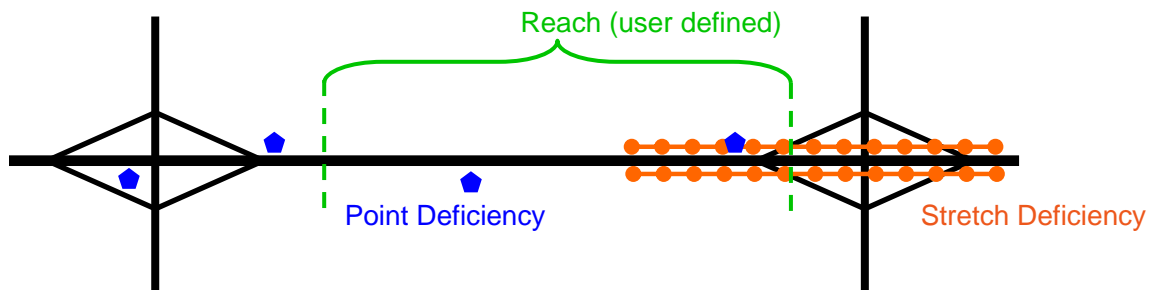 Reach (user defined)
Point Deficiency
Stretch Deficiency